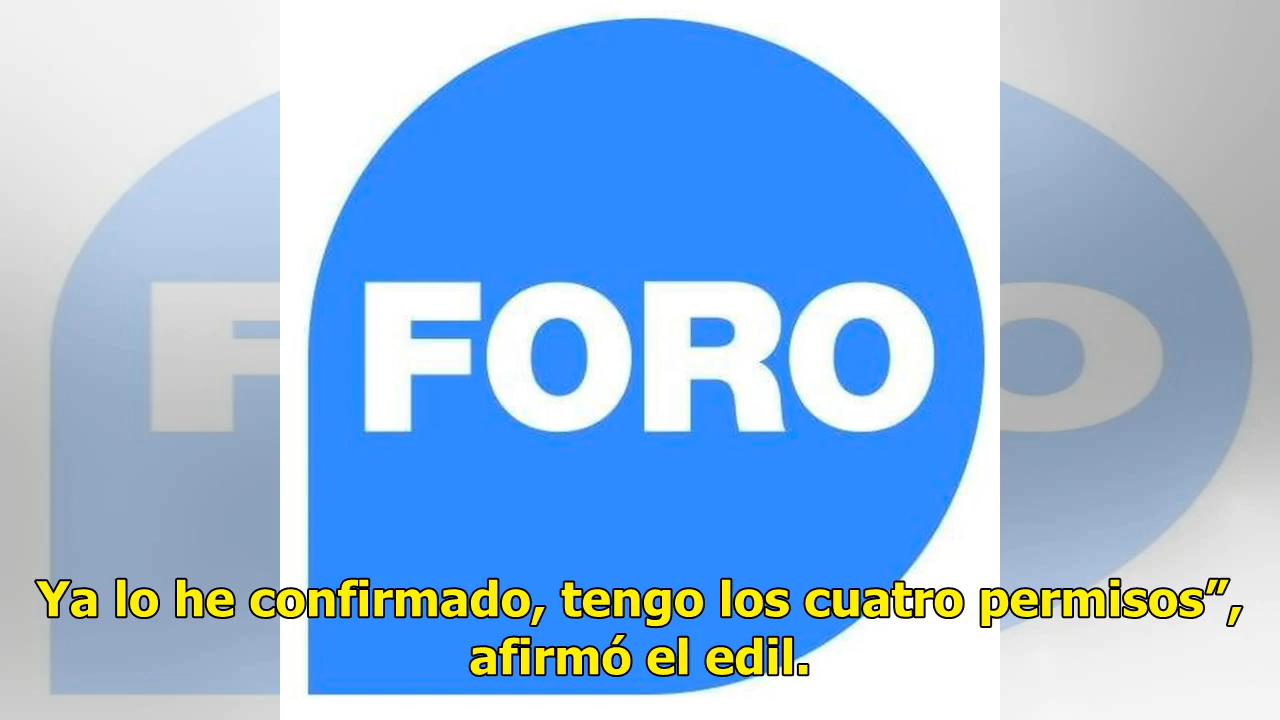 FORO
Ya lo he confirmado, tengo los cuatro permisos”,
afirmó el edil.